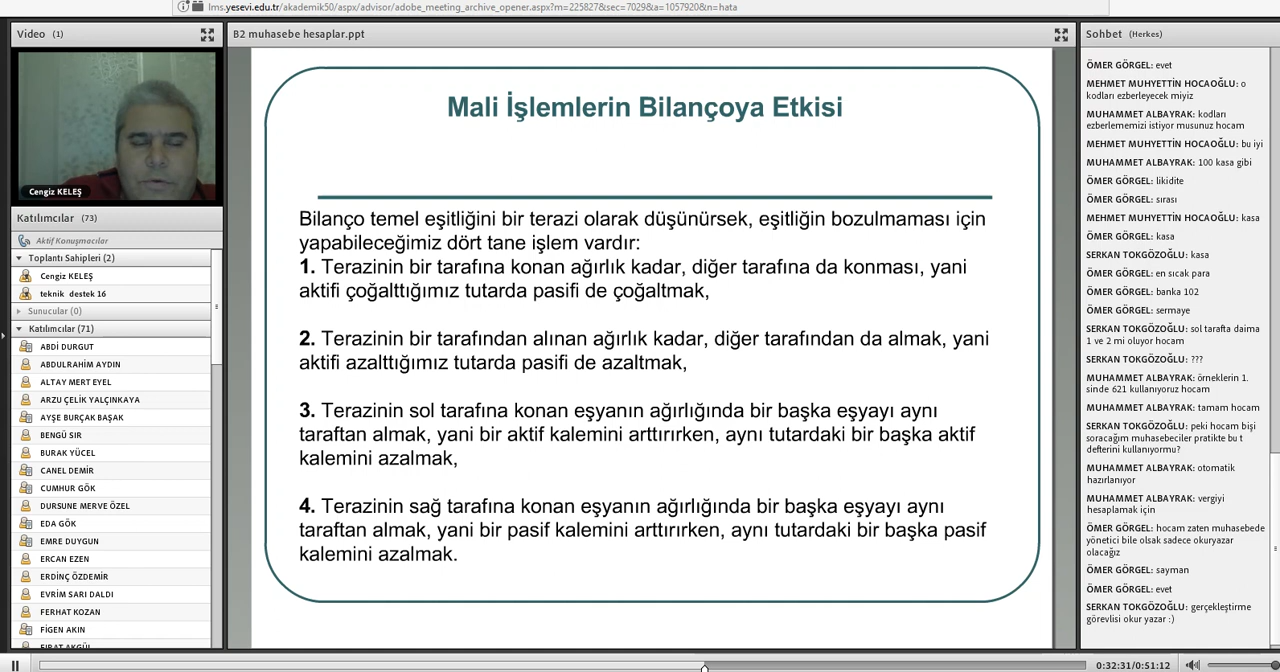 lms.yesevi.edu.tr/akademik50/aspx/advisor/adobe_meeting_archive_opener.aspx?m=225827&sec=7029&a=1057920&n=hata
Video (1)
Cengiz KELEŞ
Katılımcılar (73)
Aktif Konuşmacılar
Toplantı Sahipleri (2)
Cengiz KELEŞ
teknik destek 16
Sunucular (0)
Katılımcılar (71)
ABDİ DURGUT
ABDULRAHİM AYDIN
ALTAY MERT EYEL
ARZU ÇELİK YALÇINKAYA
AYŞE BURÇAK BAŞAK
BENGÜ SIR
BURAK YÜCEL
CANEL DEMİR
CUMHUR GÖK
DURSUNE MERVE ÖZEL
EDA GÖK
EMRE DUYGUN
ERCAN EZEN
ERDİNÇ ÖZDEMİR
EVRİM SARI DALDI
FERHAT KOZAN
FİGEN AKIN
FIRAT AKGÜL
B2 muhasebe hesaplar.ppt
Mali İşlemlerin Bilançoya Etkisi
Bilanço temel eşitliğini bir terazi olarak düşünürsek, eşitliğin bozulmaması için
yapabileceğimiz dört tane işlem vardır:
1. Terazinin bir tarafına konan ağırlık kadar, diğer tarafına da konması, yani
aktifi çoğalttığımız tutarda pasifi de çoğaltmak,
2. Terazinin bir tarafından alınan ağırlık kadar, diğer tarafından da almak, yani
aktifi azalttığımız tutarda pasifi de azaltmak,
3. Terazinin sol tarafına konan eşyanın ağırlığında bir başka eşyayı aynı
taraftan almak, yani bir aktif kalemini arttırırken, aynı tutardaki bir başka aktif
kalemini azalmak,
4. Terazinin sağ tarafına konan eşyanın ağırlığında bir başka eşyayı aynı
taraftan almak, yani bir pasif kalemini arttırırken, aynı tutardaki bir başka pasif
kalemini azalmak.
Sohbet (Herkes)
ÖMER GÖRGEL: evet
MEHMET MUHYETTİN HOCAOĞLU: o
kodları ezberleyecek miyiz
MUHAMMET ALBAYRAK: kodları
ezberlememizi istiyor musunuz hocam
MEHMET MUHYETTİN HOCAOĞLU: bu iyi
MUHAMMET ALBAYRAK: 100 kasa gibi
ÖMER GÖRGEL: likidite
ÖMER GÖRGEL: sırası
MEHMET MUHYETTİN HOCAOĞLU: kasa
ÖMER GÖRGEL: kasa
SERKAN TOKGÖZOĞLU: kasa
ÖMER GÖRGEL: en sıcak para
ÖMER GÖRGEL: banka 102
ÖMER GÖRGEL: sermaye
SERKAN TOKGÖZOĞLU: sol tarafta daima
1 ve 2 mi oluyor hocam
SERKAN TOKGÖZOĞLU: ???
MUHAMMET ALBAYRAK: örneklerin 1.
sinde 621 kullanıyoruz hocam
MUHAMMET ALBAYRAK: tamam hocam
SERKAN TOKGÖZOĞLU: peki hocam bişi
soracağım muhasebeciler pratikte bu t
defterini kullanıyormu?
MUHAMMET ALBAYRAK: otomatik
hazırlanıyor
MUHAMMET ALBAYRAK: vergiyi
hesaplamak için
ÖMER GÖRGEL: hocam zaten muhasebede
yönetici bile olsak sadece okuryazar
olacağız
ÖMER GÖRGEL: sayman
ÖMER GÖRGEL: evet
SERKAN TOKGÖZOĞLU: gerçekleştirme
görevlisi okur yazar :)
0:32:31/0:51:12